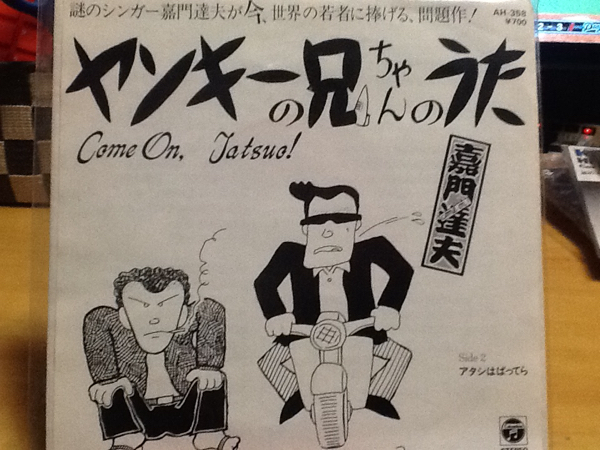 謎のシンガー嘉門達夫が今、世界の若者に捧げる、問題作!
AH-358
¥700
ヤンキーの兄ちゃんのうた
Come On, Tatsuo!
嘉門達夫
Side 2
アタシはばってら
STEREO